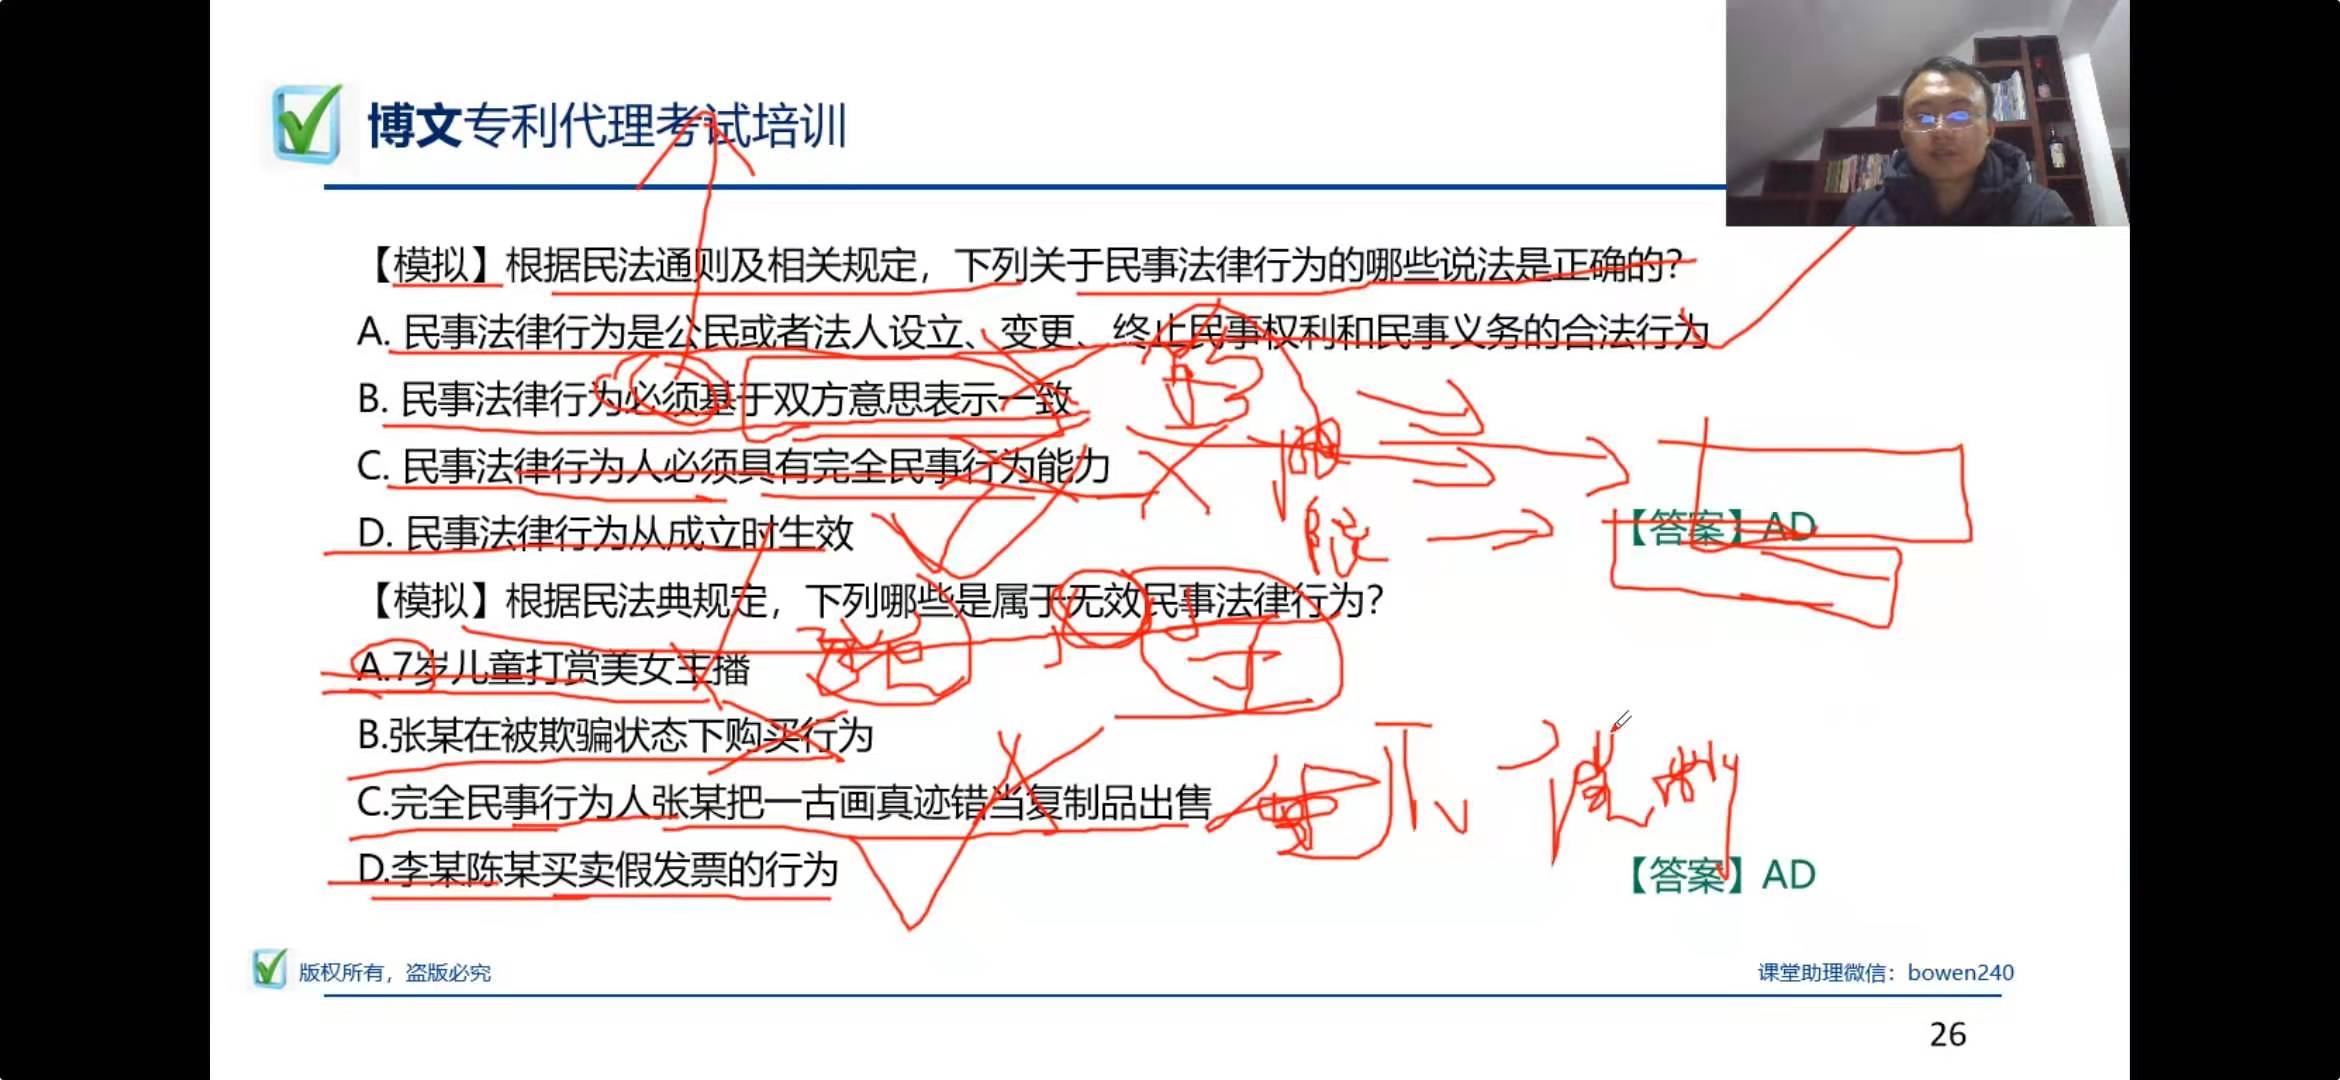 博文专利代理考试培训
【模拟】根据民法通则及相关规定，下列关于民事法律行为的哪些说法是正确的？
A. 民事法律行为是公民或者法人设立、变更、终止民事权利和民事义务的合法行为
B. 民事法律行为必须基于双方意思表示一致
C. 民事法律行为人必须具有完全民事行为能力
D. 民事法律行为从成立时生效
【答案】AD
【模拟】根据民法典规定，下列哪些是属于无效民事法律行为？
A.7岁儿童打赏美女主播
B.张某在被欺骗状态下购买行为
C.完全民事行为人张某把一古画真迹错当复制品出售
D.李某陈某买卖假发票的行为
【答案】AD
版权所有，盗版必究
课堂助理微信：bowen240
26